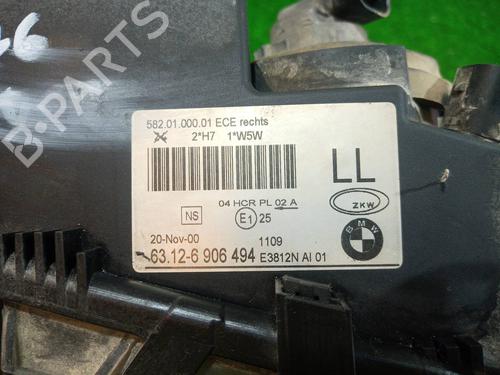 B-PARTS
582.01.000.01 ECE rechts
2*H7 1*W5W
LL
04 HCR PL 02 A
ZKW
NS
E1 25
BMW
20-Nov-00 1109
63.12-6 906 494 E3812N AI 01